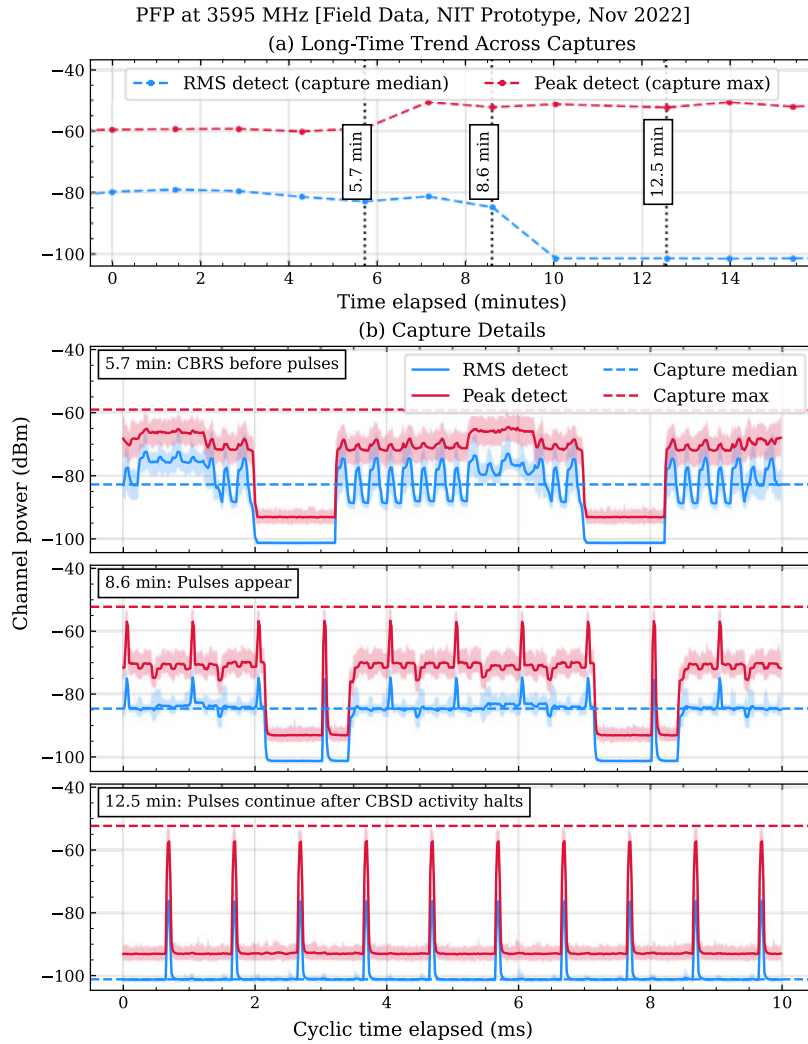 PFP at 3595 MHz [Field Data, NIT Prototype, Nov 2022]
(a) Long-Time Trend Across Captures
−40
−60
−80
−100
RMS detect (capture median)
Peak detect (capture max)
5.7 min
8.6 min
12.5 min
0 2 4 6 8 10 12 14
Time elapsed (minutes)
(b) Capture Details
Channel power (dBm)
−40
−60
−80
−100
5.7 min: CBRS before pulses
RMS detect
Peak detect
Capture median
Capture max
−40
−60
−80
−100
8.6 min: Pulses appear
−40
−60
−80
−100
12.5 min: Pulses continue after CBSD activity halts
0 2 4 6 8 10
Cyclic time elapsed (ms)